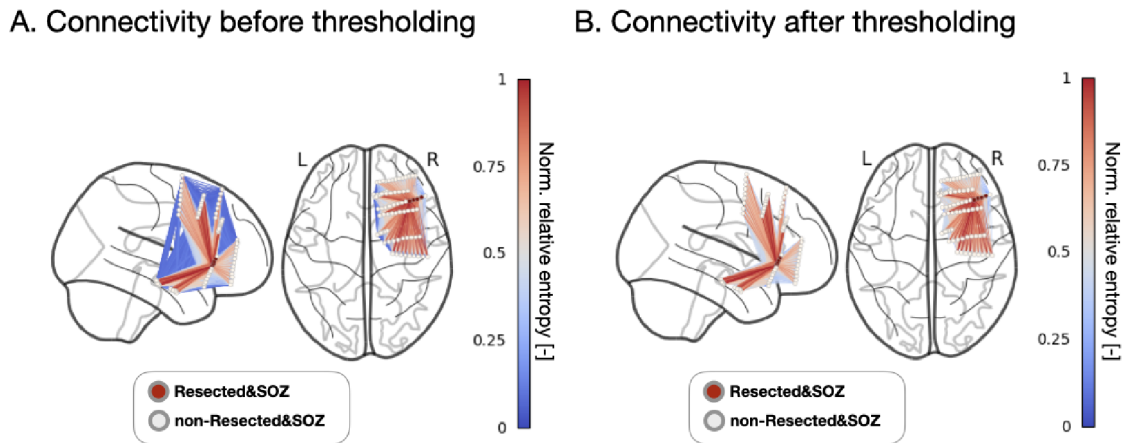 A. Connectivity before thresholding
B. Connectivity after thresholding
L
R
1
0.75
0.5
0.25
0
Norm. relative entropy [-]
Resected&SOZ
non-Resected&SOZ
L
R
1
0.75
0.5
0.25
0
Norm. relative entropy [-]
Resected&SOZ
non-Resected&SOZ